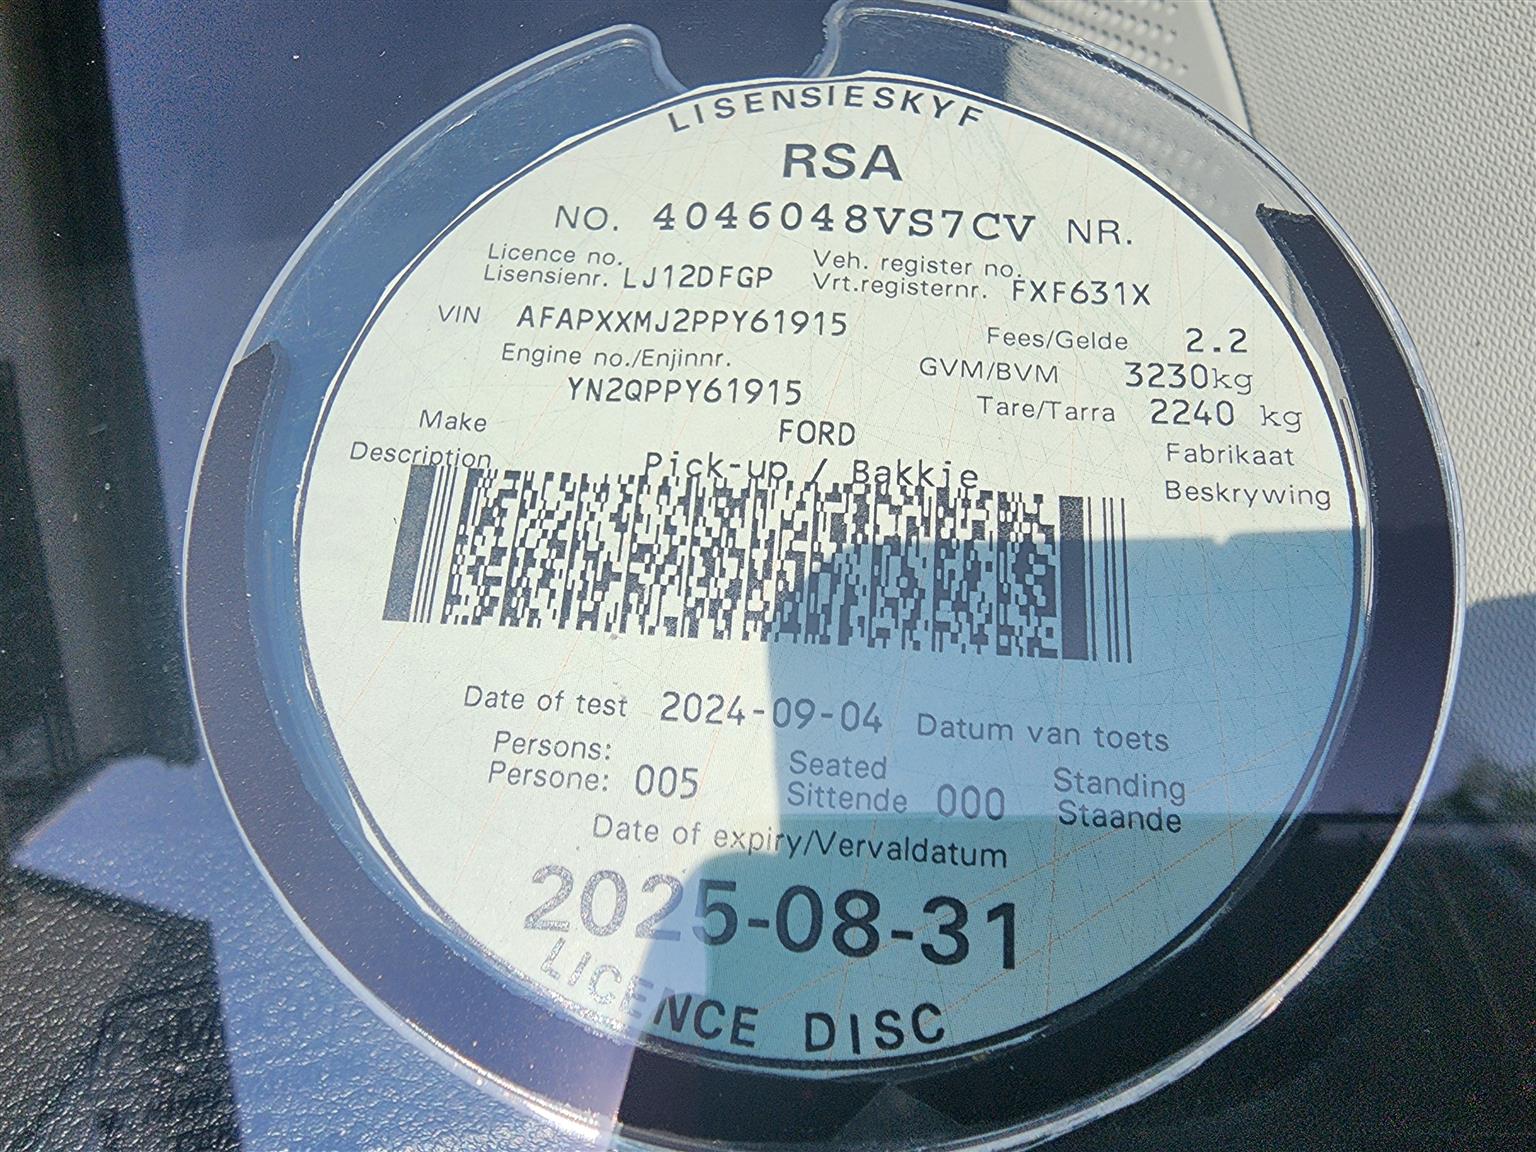 LISENSIESKYF
RSA
NO. 4046048VS7CV NR.
Licence no.
Lisensienr. LJ12DFGP
Veh. register no.
Vrt.registernr. FXF631X
VIN AFAPXXMJ2PPY61915
Fees/Gelde 2.2
Engine no./Enjinnr.
YN2QPPY61915
GVM/BVM 3230kg
Tare/Tarra 2240 kg
Make FORD Fabrikaat
Description Pick-up / Bakkie Beskrywing
Date of test 2024-09-04 Datum van toets
Persons:
Persone: 005
Seated
Sittende 000
Standing
Staande
Date of expiry/Vervaldatum
2025-08-31
LICENCE DISC